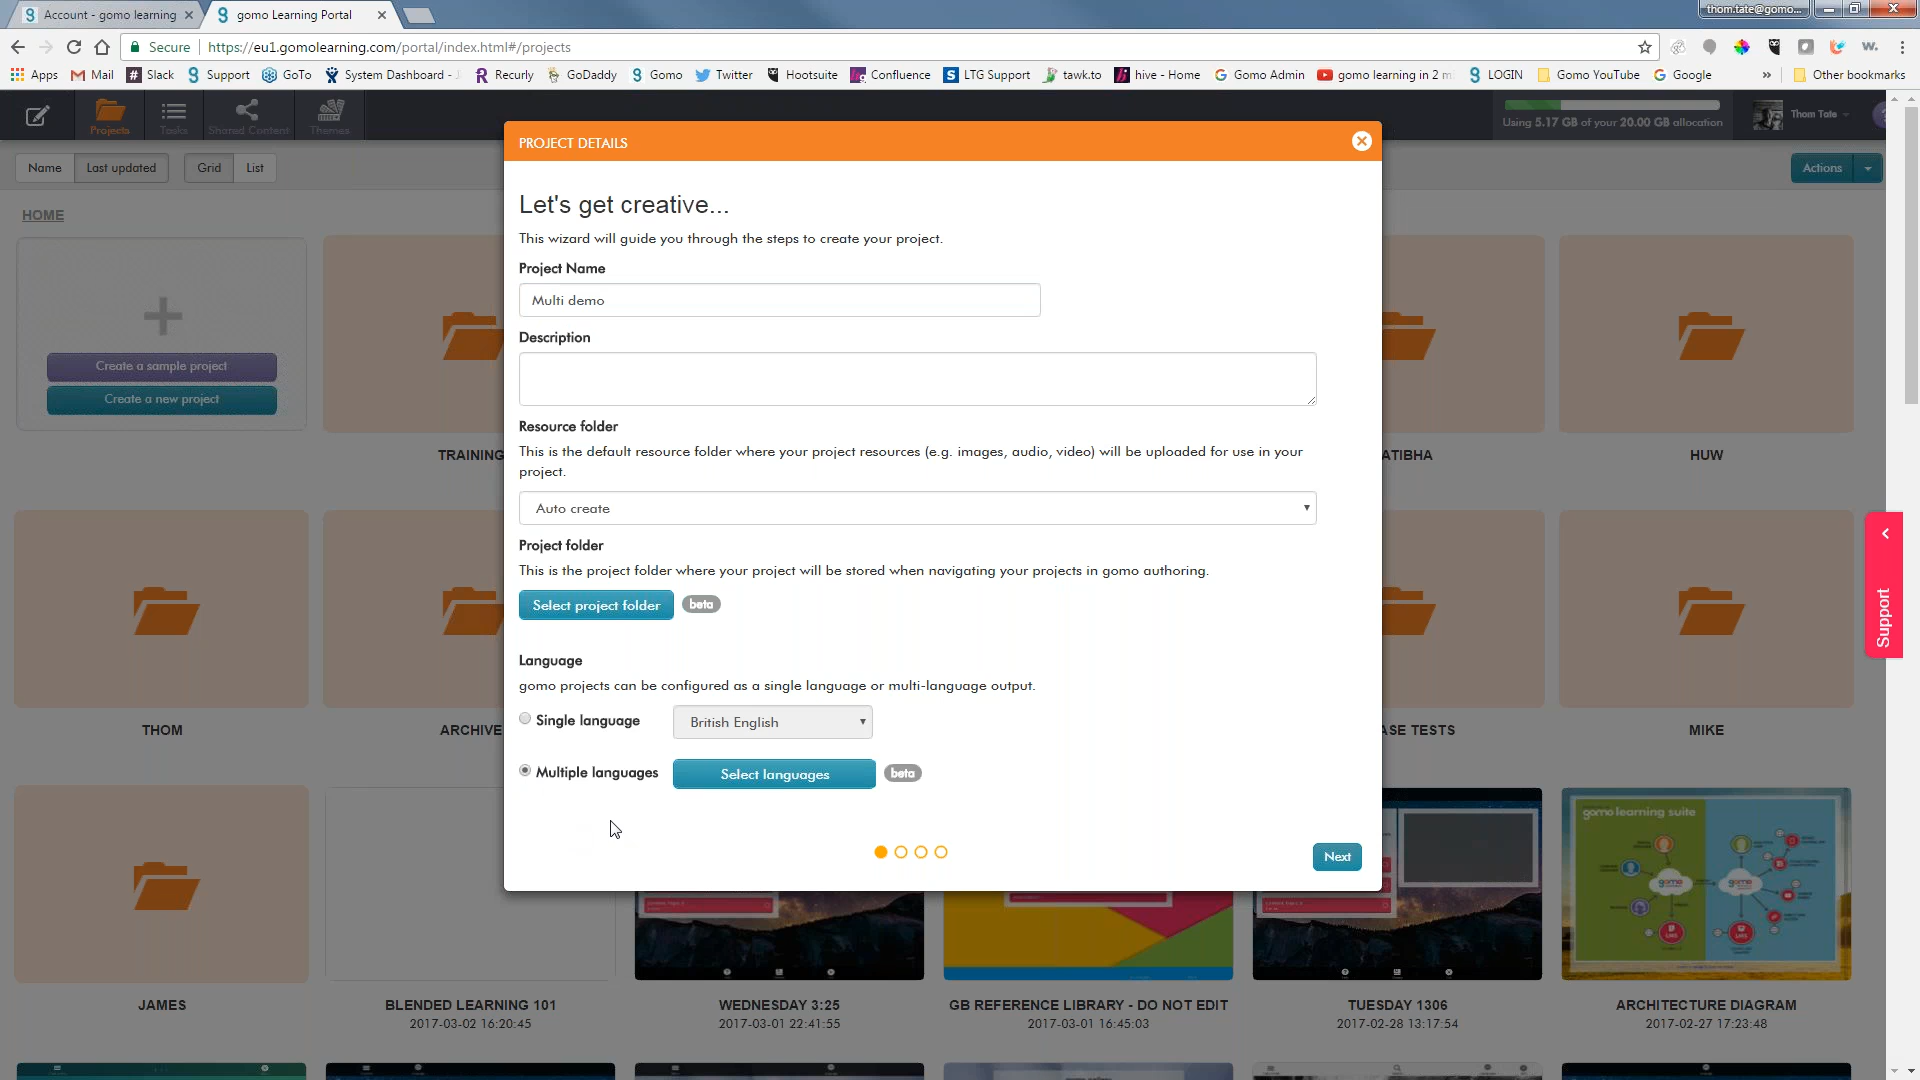 Account - gomo learning
gomo Learning Portal
thom.tate@gomo...
Secure
https://eu1.gomolearning.com/portal/index.html#/projects
Apps
Mail
Slack
Support
GoTo
System Dashboard -
Recurly
GoDaddy
Gomo
Twitter
Hootsuite
Confluence
LTG Support
tawk.to
hive - Home
Gomo Admin
gomo learning in 2 m
LOGIN
Gomo YouTube
Google
»
Other bookmarks
Projects
Tasks
Shared Content
Themes
Using 5.17 GB of your 20.00 GB allocation
Thom Tate
Name
Last updated
Grid
List
Actions
HOME
Create a sample project
Create a new project
TRAINING
ATIBHA
HUW
THOM
ARCHIVE
ASE TESTS
MIKE
JAMES
BLENDED LEARNING 101
2017-03-02 16:20:45
WEDNESDAY 3:25
2017-03-01 22:41:55
GB REFERENCE LIBRARY - DO NOT EDIT
2017-03-01 16:45:03
TUESDAY 1306
2017-02-28 13:17:54
gomo learning suite
ARCHITECTURE DIAGRAM
2017-02-27 17:23:48
Support
PROJECT DETAILS
Let's get creative...
This wizard will guide you through the steps to create your project.
Project Name
Multi demo
Description
Resource folder
This is the default resource folder where your project resources (e.g. images, audio, video) will be uploaded for use in your
project.
Auto create
Project folder
This is the project folder where your project will be stored when navigating your projects in gomo authoring.
Select project folder
beta
Language
gomo projects can be configured as a single language or multi-language output.
Single language
British English
Multiple languages
Select languages
beta
Next